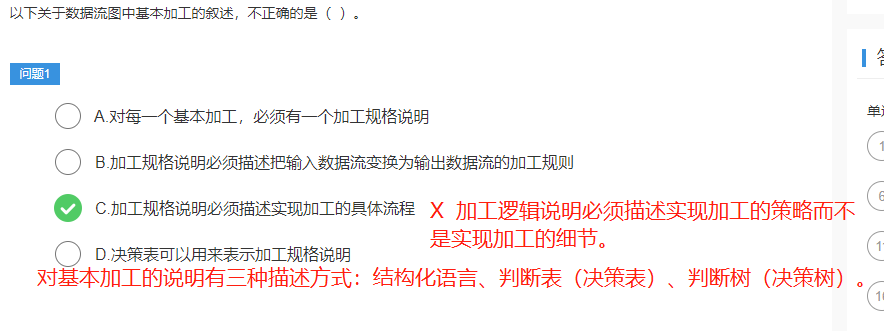 以下关于数据流图中基本加工的叙述，不正确的是（ ）。
问题1
A.对每一个基本加工，必须有一个加工规格说明
B.加工规格说明必须描述把输入数据流变换为输出数据流的加工规则
C.加工规格说明必须描述实现加工的具体流程
X 加工逻辑说明必须描述实现加工的策略而不
是实现加工的细节。
D.决策表可以用来表示加工规格说明
对基本加工的说明有三种描述方式：结构化语言、判断表（决策表）、判断树（决策树）。